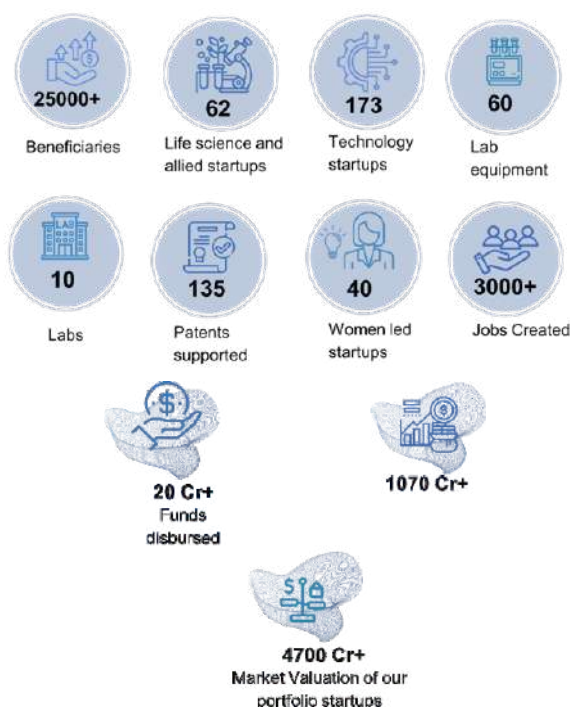 25000+
Beneficiaries
62
Life science and
allied startups
173
Technology
startups
60
Lab
equipment
LAB
10
Labs
135
Patents
supported
40
Women led
startups
3000+
Jobs Created
20 Cr+
Funds
disbursed
1070 Cr+
4700 Cr+
Market Valuation of our
portfolio startups